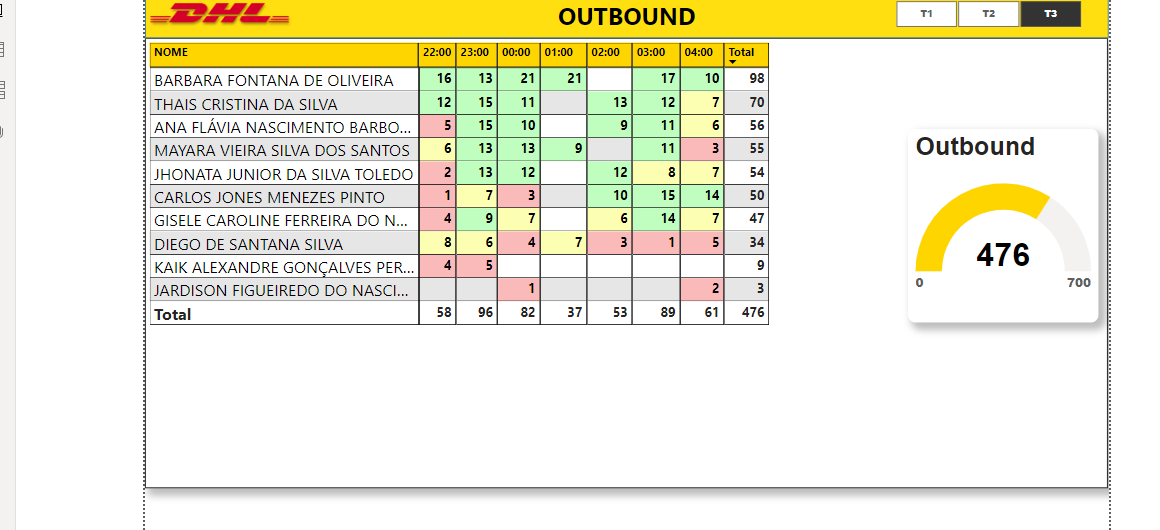 DHL OUTBOUND T1 T2 T3
NOME 22:00 23:00 00:00 01:00 02:00 03:00 04:00 Total
BARBARA FONTANA DE OLIVEIRA 16 13 21 21 17 10 98
THAIS CRISTINA DA SILVA 12 15 11 13 12 7 70
ANA FLÁVIA NASCIMENTO BARBO... 5 15 10 9 11 6 56
MAYARA VIEIRA SILVA DOS SANTOS 6 13 13 9 11 3 55
JHONATA JUNIOR DA SILVA TOLEDO 2 13 12 12 8 7 54
CARLOS JONES MENEZES PINTO 1 7 3 10 15 14 50
GISELE CAROLINE FERREIRA DO N... 4 9 7 6 14 7 47
DIEGO DE SANTANA SILVA 8 6 4 7 3 1 5 34
KAIK ALEXANDRE GONÇALVES PER... 4 5 9
JARDISON FIGUEIREDO DO NASCI... 1 2 3
Total 58 96 82 37 53 89 61 476
Outbound
476
0 700